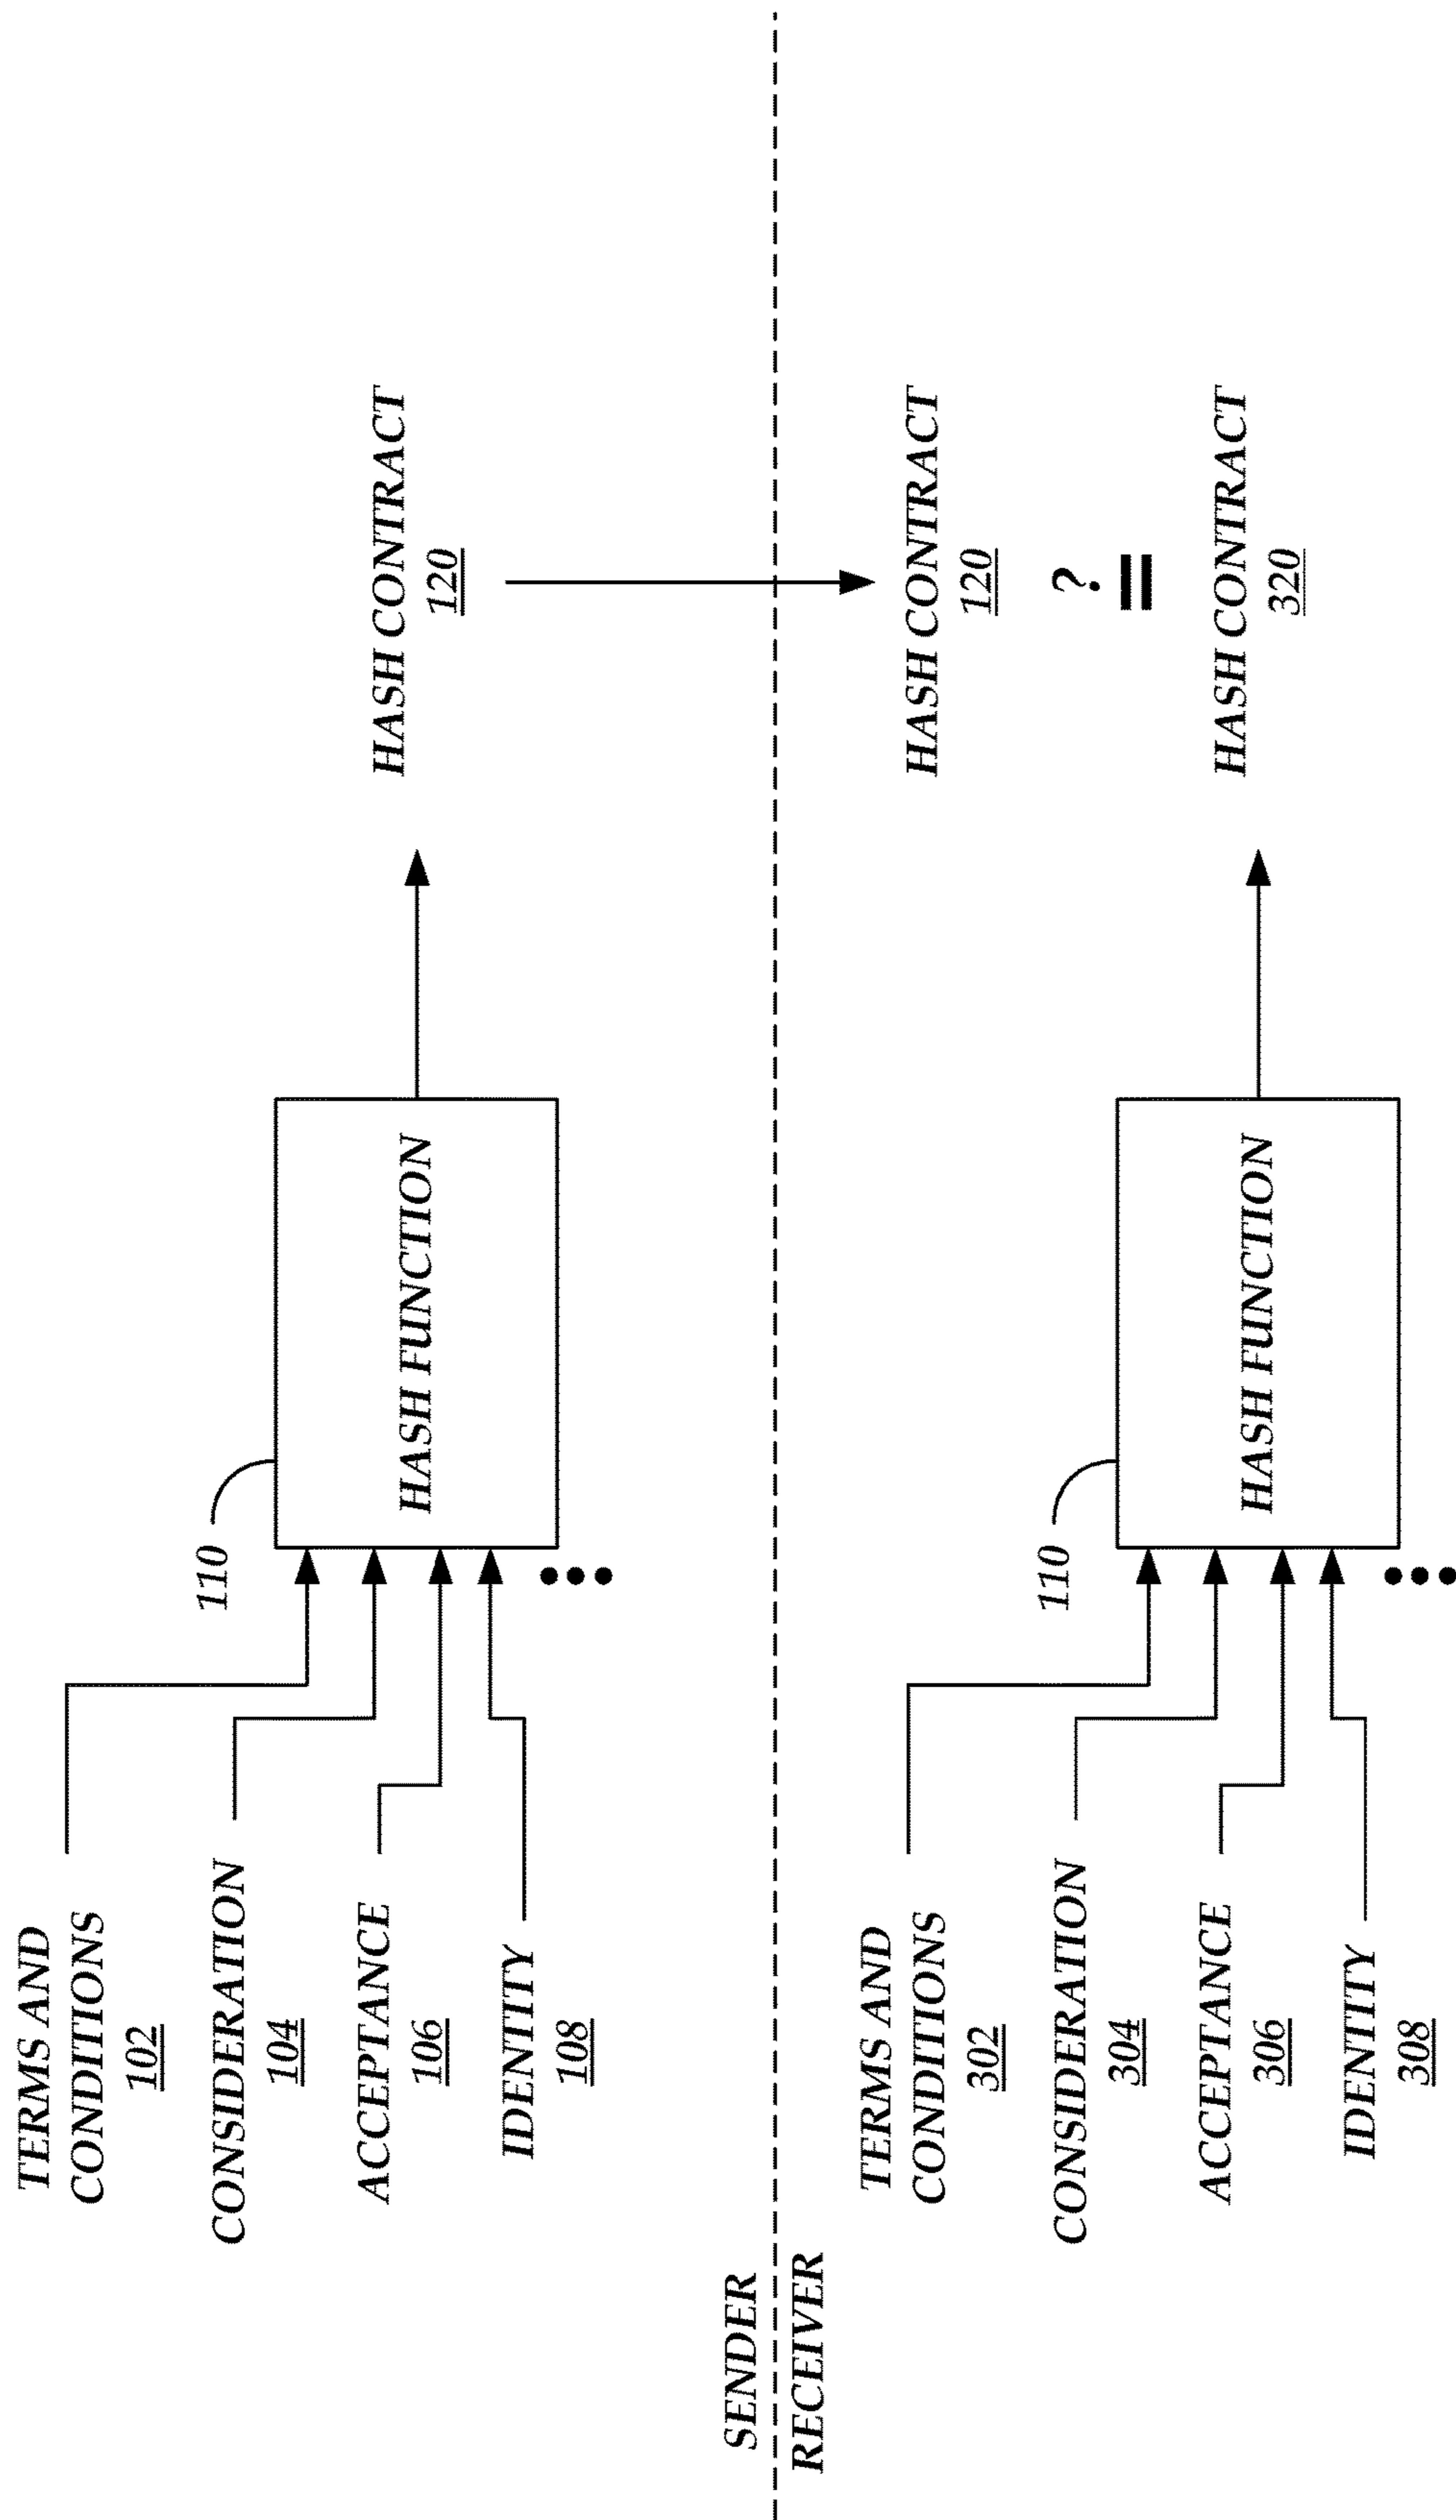 TERMS AND
CONDITIONS
102
CONSIDERATION
104
ACCEPTANCE
106
IDENTITY
108
110
HASH FUNCTION
HASH CONTRACT
120
SENDER
RECEIVER
TERMS AND
CONDITIONS
302
CONSIDERATION
304
ACCEPTANCE
306
IDENTITY
308
110
HASH FUNCTION
HASH CONTRACT
120
?
=
HASH CONTRACT
320